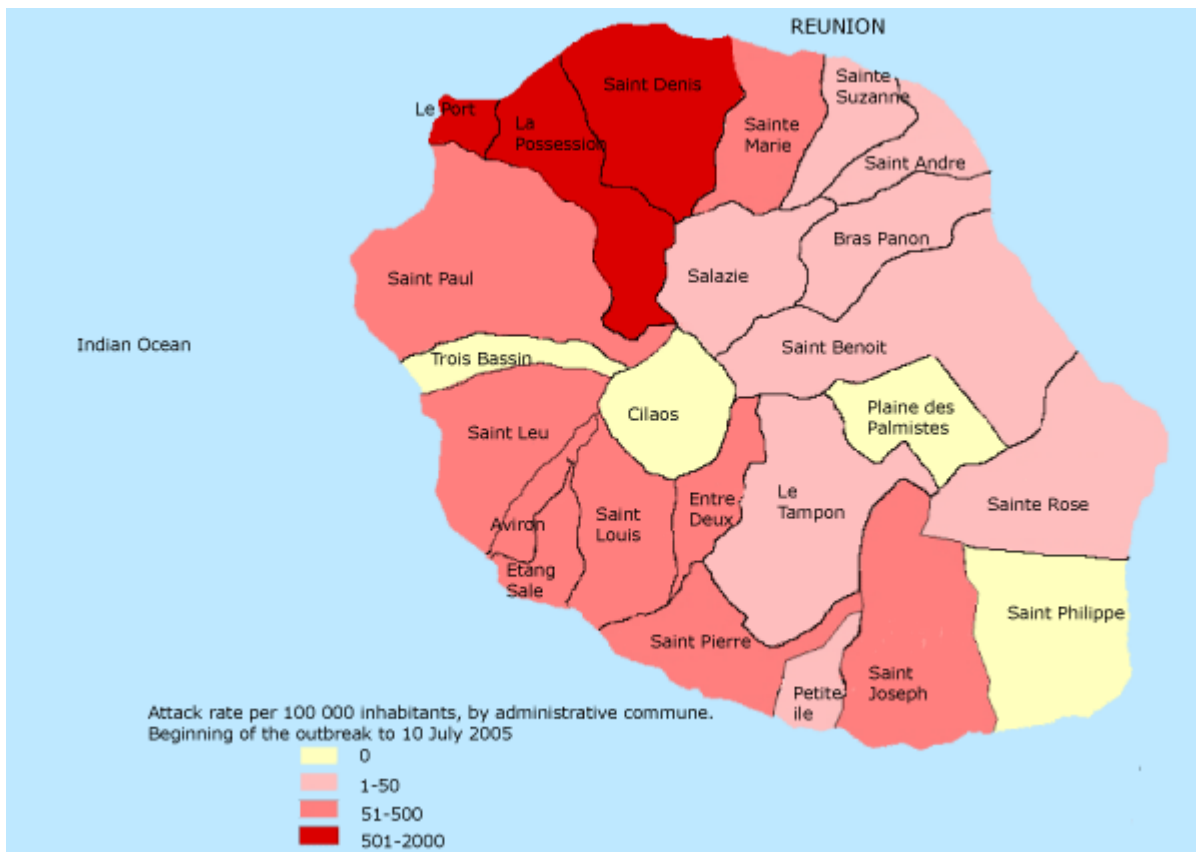 REUNION
Saint Denis
Sainte
Suzanne
Le Port
La
Possession
Sainte
Marie
Saint Andre
Bras Panon
Saint Paul
Salazie
Indian Ocean
Trois Bassin
Saint Benoit
Cilaos
Plaine des
Palmistes
Saint Leu
Le
Tampon
Entre
Deux
Sainte Rose
Saint
Louis
Aviron
Etang
Sale
Saint Philippe
Saint Pierre
Saint
Joseph
Petite
ile
Attack rate per 100 000 inhabitants, by administrative commune.
Beginning of the outbreak to 10 July 2005
0
1-50
51-500
501-2000